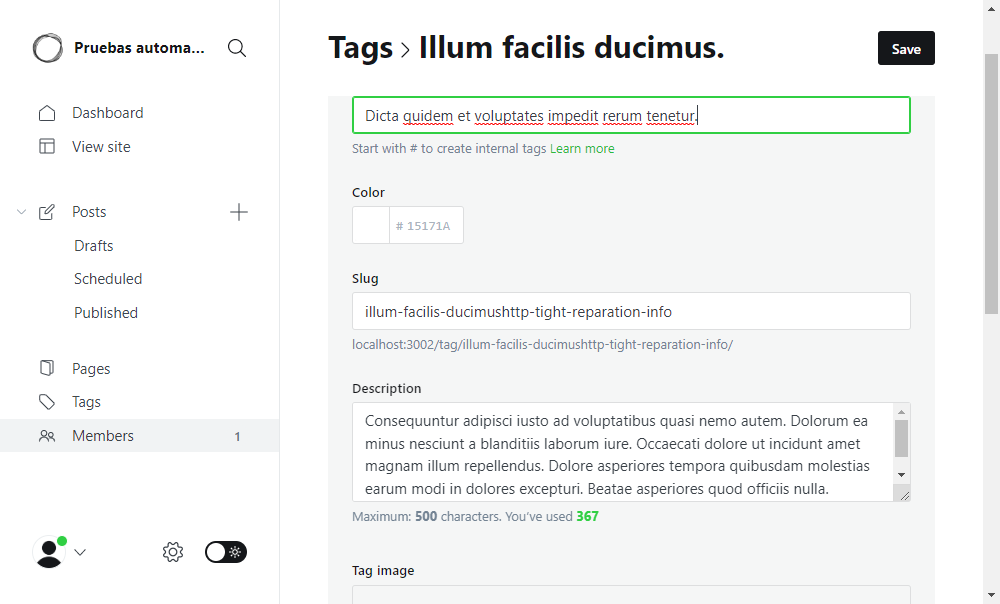 Pruebas automa...
Dashboard
View site
Posts
Drafts
Scheduled
Published
Pages
Tags
Members 1
Tags > Illum facilis ducimus.
Save
Dicta quidem et voluptates impedit rerum tenetur.
Start with # to create internal tags Learn more
Color
# 15171A
Slug
illum-facilis-ducimushttp-tight-reparation-info
localhost:3002/tag/illum-facilis-ducimushttp-tight-reparation-info/
Description
Consequuntur adipisci iusto ad voluptatibus quasi nemo autem. Dolorum ea
minus nesciunt a blanditiis laborum iure. Occaecati dolore ut incidunt amet
magnam illum repellendus. Dolore asperiores tempora quibusdam molestias
earum modi in dolores excepturi. Beatae asperiores quod officiis nulla.
Maximum: 500 characters. You’ve used 367
Tag image